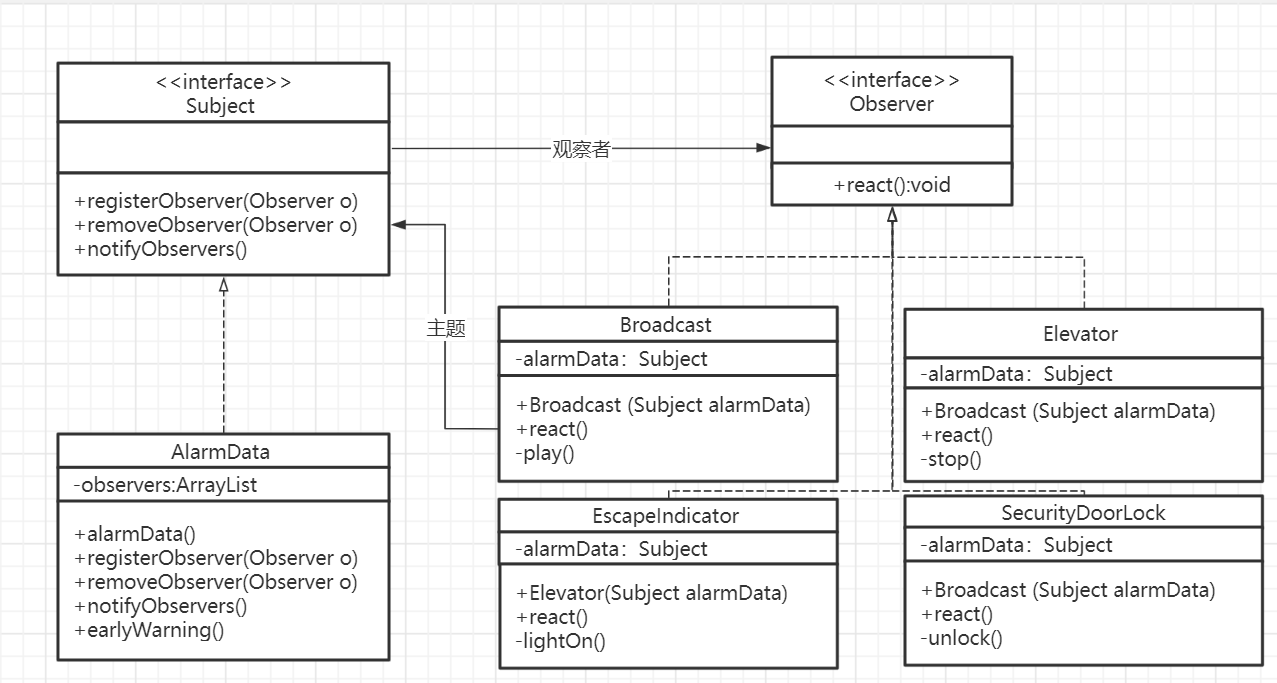 <<interface>>
Subject
+registerObserver(Observer o)
+removeObserver(Observer o)
+notifyObservers()
观察者
<<interface>>
Observer
+react():void
主题
AlarmData
-observers:ArrayList
+alarmData()
+registerObserver(Observer o)
+removeObserver(Observer o)
+notifyObservers()
+earlyWarning()
Broadcast
-alarmData：Subject
+Broadcast (Subject alarmData)
+react()
-play()
Elevator
-alarmData：Subject
+Broadcast (Subject alarmData)
+react()
-stop()
EscapeIndicator
-alarmData：Subject
+Elevator(Subject alarmData)
+react()
-lightOn()
SecurityDoorLock
-alarmData：Subject
+Broadcast (Subject alarmData)
+react()
-unlock()